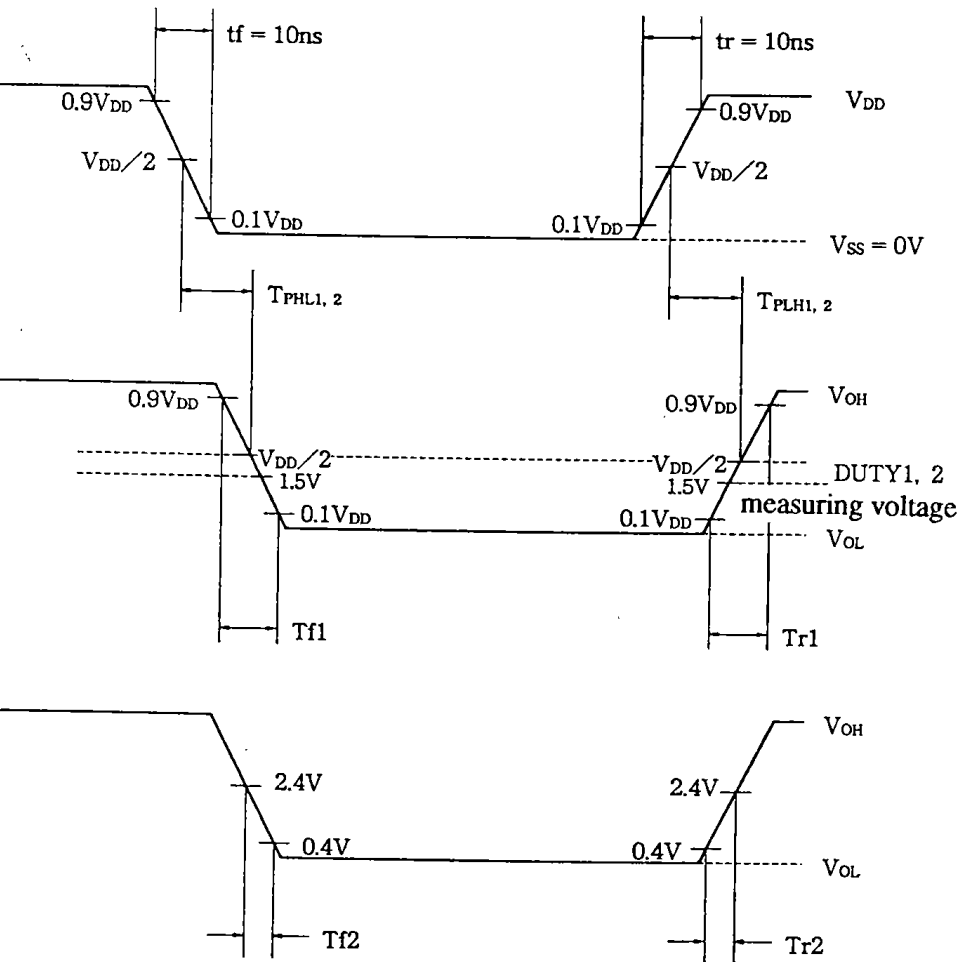 tf = 10ns
tr = 10ns
0.9VDD
0.9VDD
VDD
VDD/2
VDD/2
0.1VDD
0.1VDD
VSS = 0V
TPHL1, 2
TPLH1, 2
0.9VDD
0.9VDD
VOH
VDD/2
VDD/2
1.5V
1.5V
DUTY1, 2
measuring voltage
0.1VDD
0.1VDD
VOL
Tf1
Tr1
VOH
2.4V
2.4V
0.4V
0.4V
VOL
Tf2
Tr2